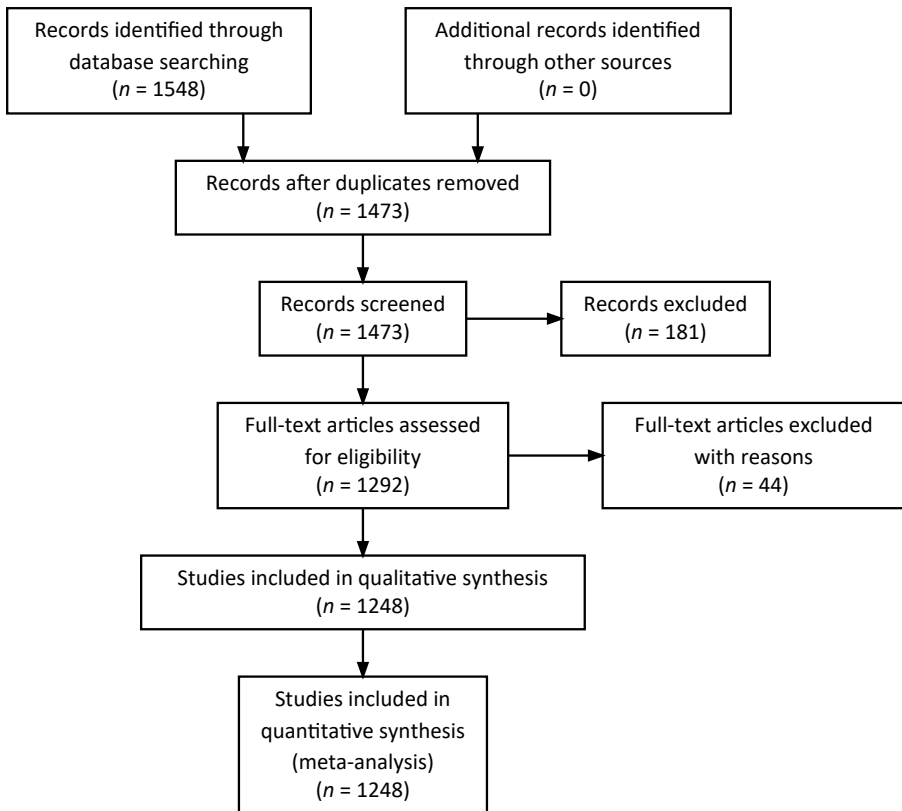 Records identified through
database searching
(n = 1548)
Additional records identified
through other sources
(n = 0)
Records after duplicates removed
(n = 1473)
Records screened
(n = 1473)
Records excluded
(n = 181)
Full-text articles assessed
for eligibility
(n = 1292)
Full-text articles excluded
with reasons
(n = 44)
Studies included in qualitative synthesis
(n = 1248)
Studies included in
quantitative synthesis
(meta-analysis)
(n = 1248)